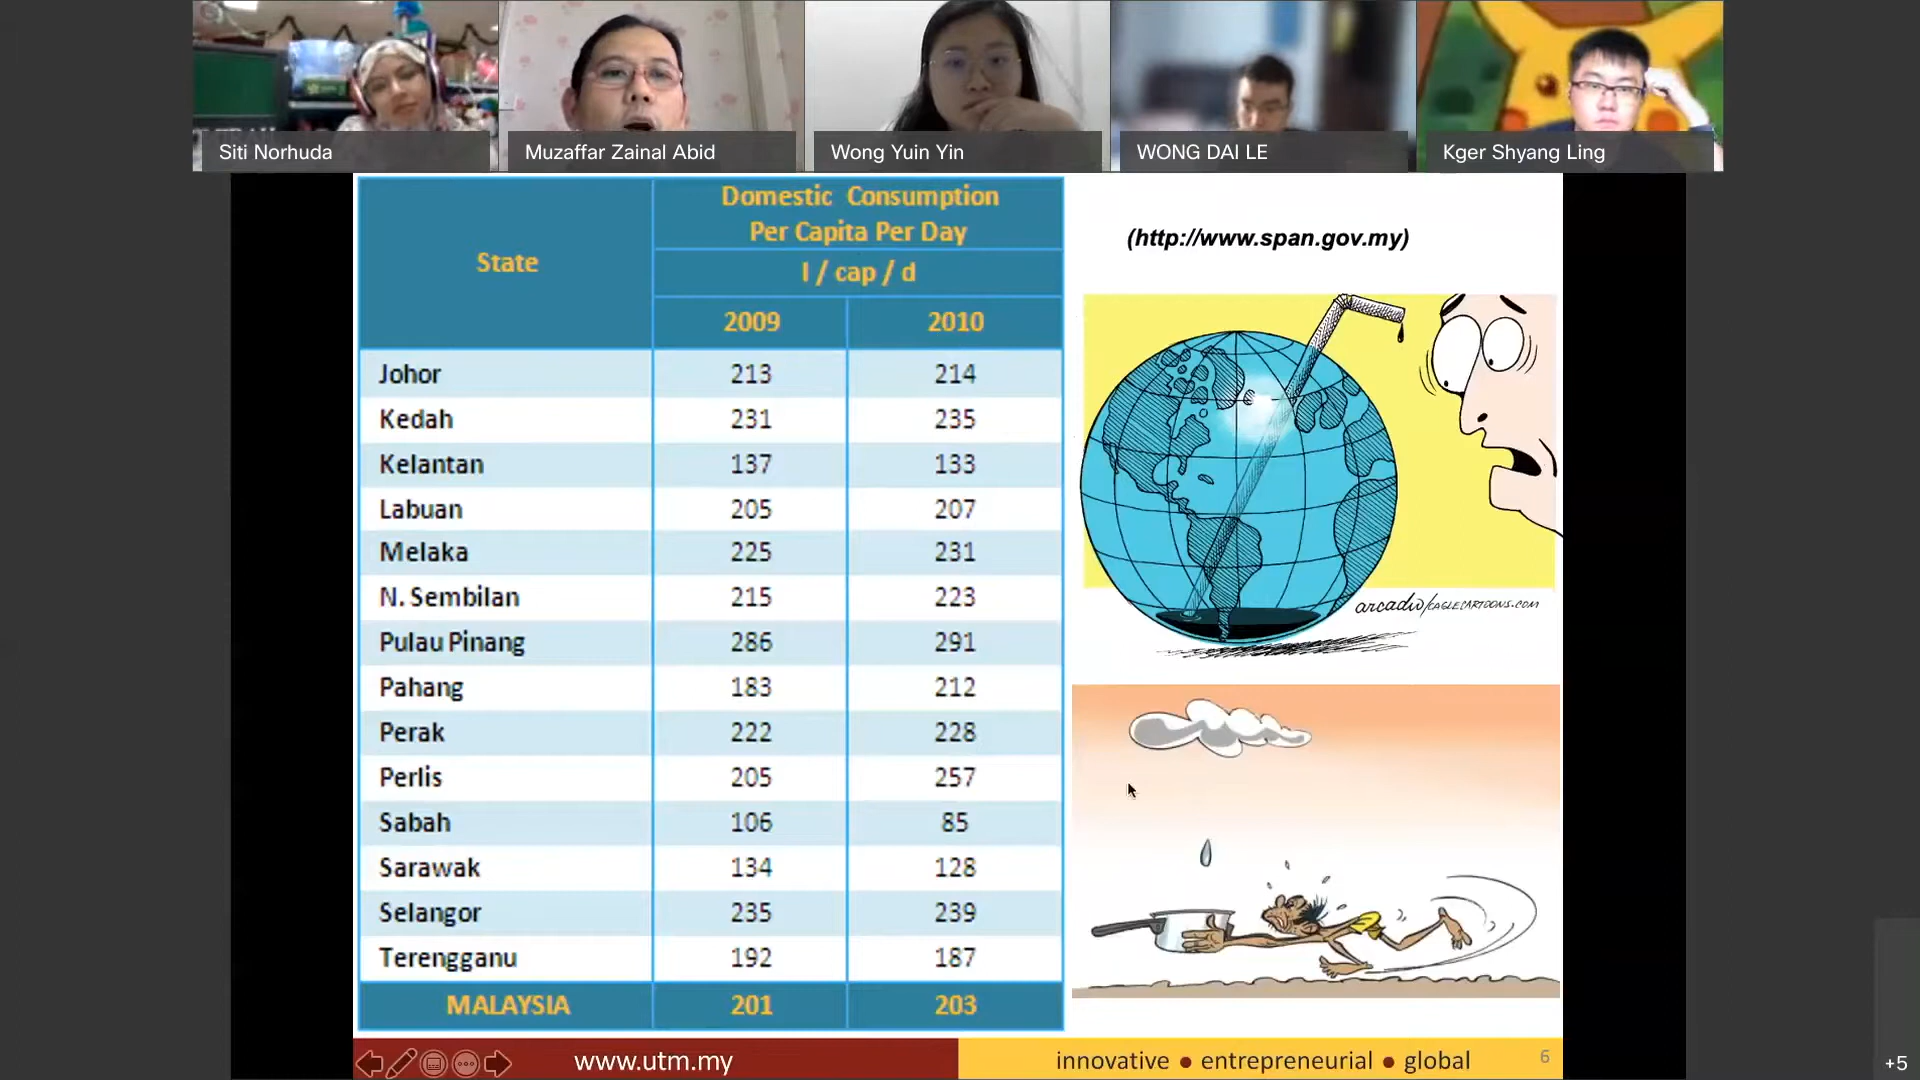 Siti Norhuda
Muzaffar Zainal Abid
Wong Yuin Yin
WONG DAI LE
Kger Shyang Ling
State
Domestic Consumption
Per Capita Per Day
l / cap / d
2009 2010
Johor 213 214
Kedah 231 235
Kelantan 137 133
Labuan 205 207
Melaka 225 231
N. Sembilan 215 223
Pulau Pinang 286 291
Pahang 183 212
Perak 222 228
Perlis 205 257
Sabah 106 85
Sarawak 134 128
Selangor 235 239
Terengganu 192 187
MALAYSIA 201 203
(http://www.span.gov.my)
arcadio/CAGLECARTOONS.COM
www.utm.my
innovative ● entrepreneurial ● global
6
+5